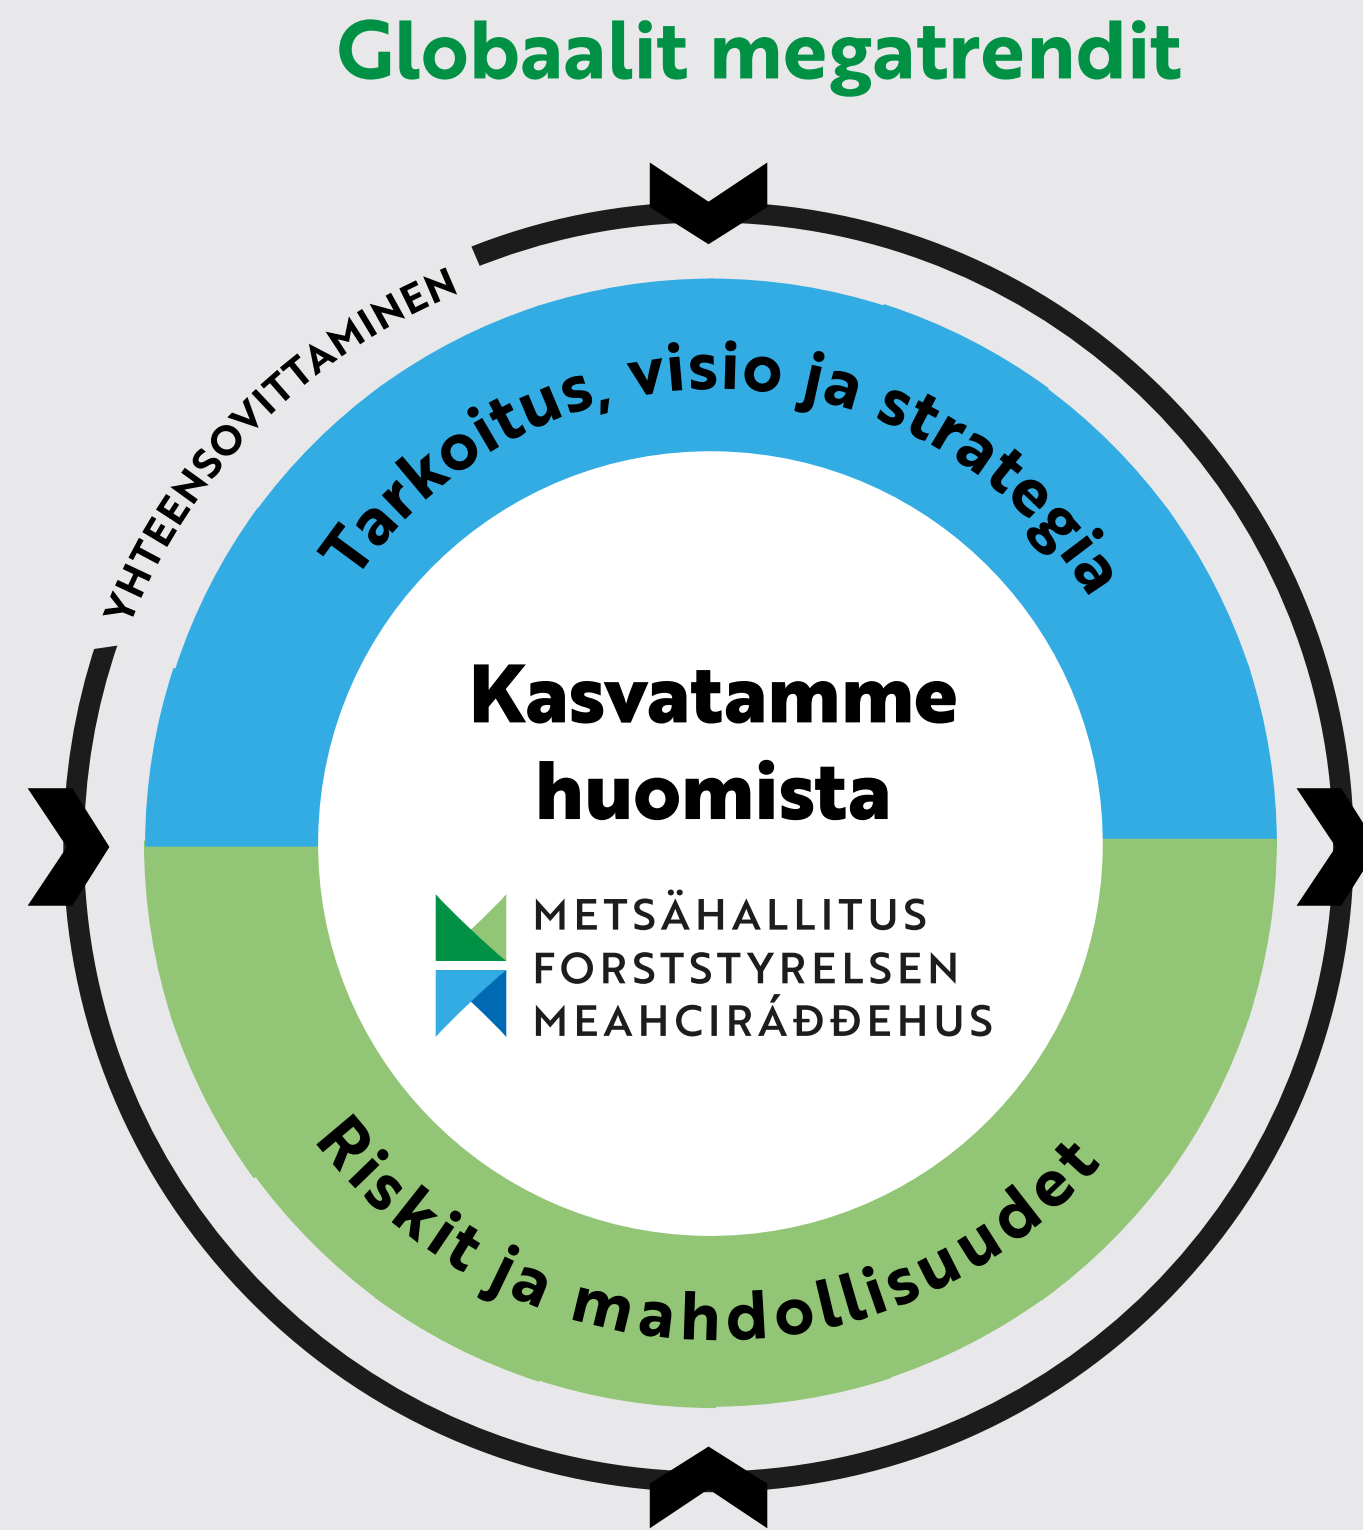 Globaalit megatrendit
YHTEENSOVITTAMINEN
Tarkoitus, visio ja strategia
Kasvatamme
huomista
METSÄHALLITUS
FORSTSTYRELSEN
MEAHCIRÁĐĐEHUS
Riskit ja mahdollisuudet